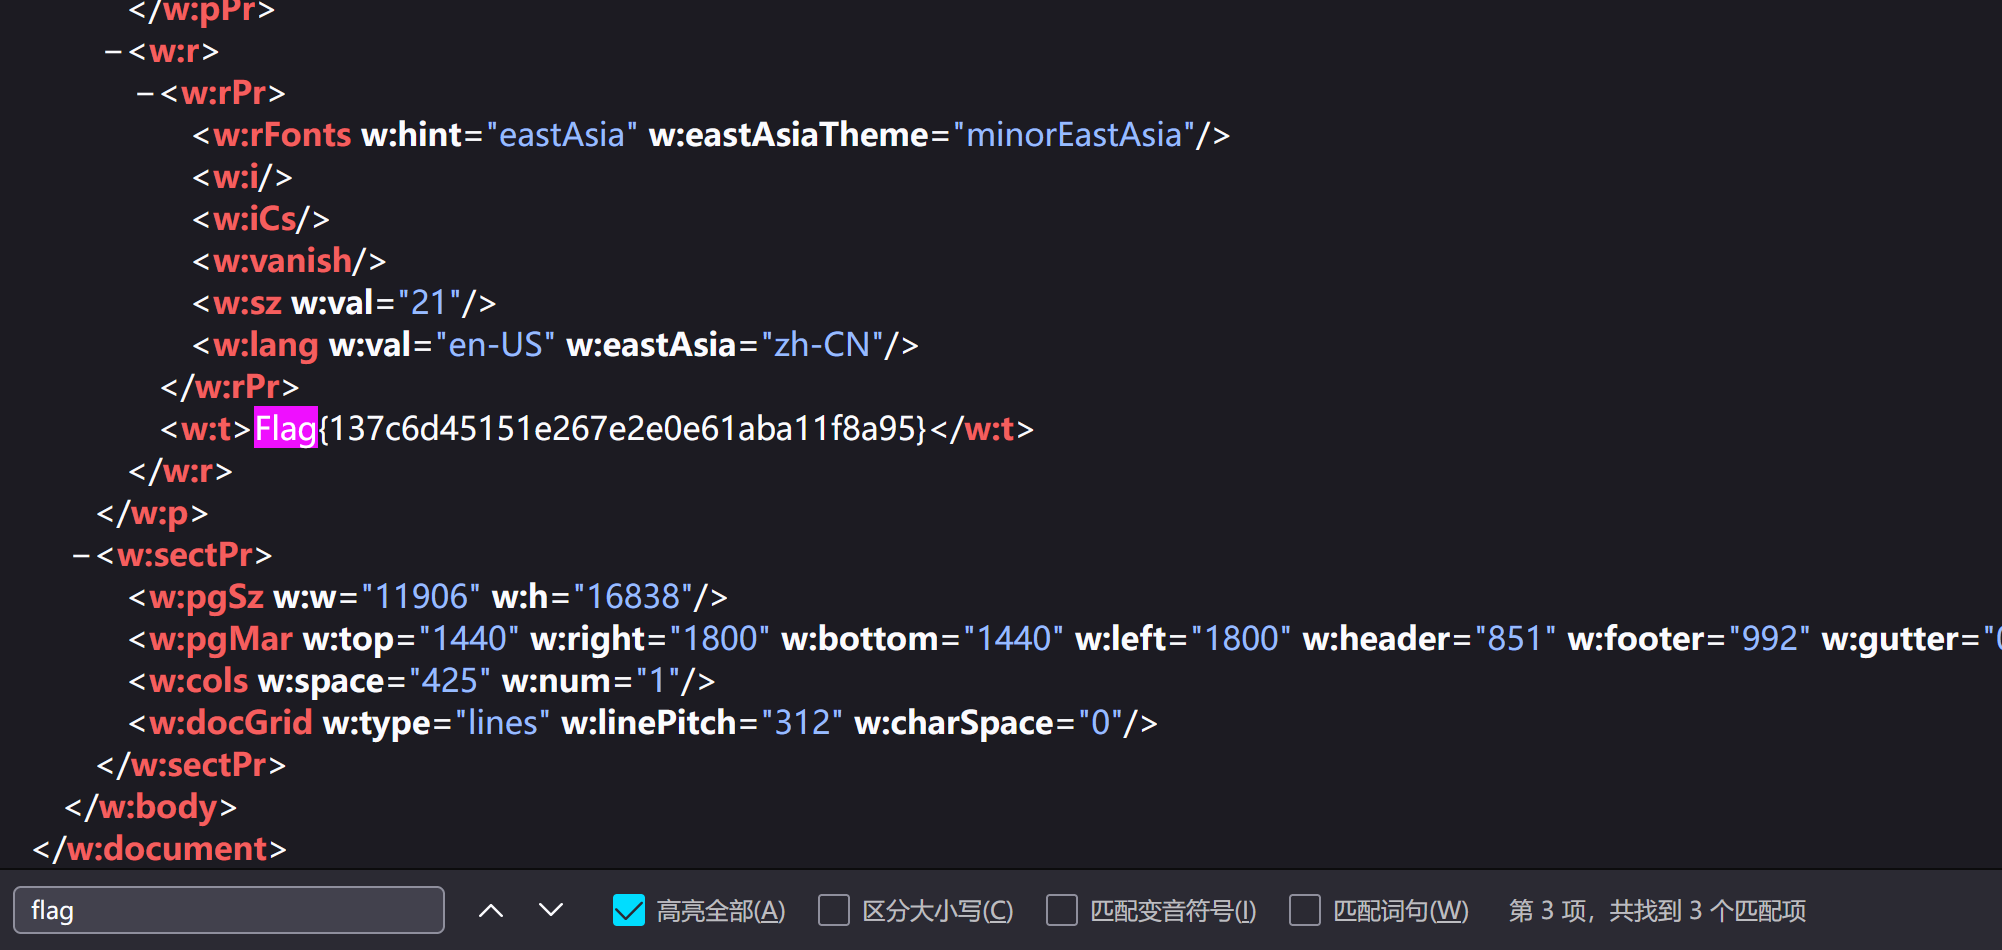 </w:pPr>
−<w:r>
−<w:rPr>
<w:rFonts w:hint="eastAsia" w:eastAsiaTheme="minorEastAsia"/>
<w:i/>
<w:iCs/>
<w:vanish/>
<w:sz w:val="21"/>
<w:lang w:val="en-US" w:eastAsia="zh-CN"/>
</w:rPr>
<w:t>Flag{137c6d45151e267e2e0e61aba11f8a95}</w:t>
</w:r>
</w:p>
−<w:sectPr>
<w:pgSz w:w="11906" w:h="16838"/>
<w:pgMar w:top="1440" w:right="1800" w:bottom="1440" w:left="1800" w:header="851" w:footer="992" w:gutter="
<w:cols w:space="425" w:num="1"/>
<w:docGrid w:type="lines" w:linePitch="312" w:charSpace="0"/>
</w:sectPr>
</w:body>
</w:document>
flag 高亮全部(A) 区分大小写(C) 匹配变音符号(I) 匹配词句(W) 第 3 项，共找到 3 个匹配项